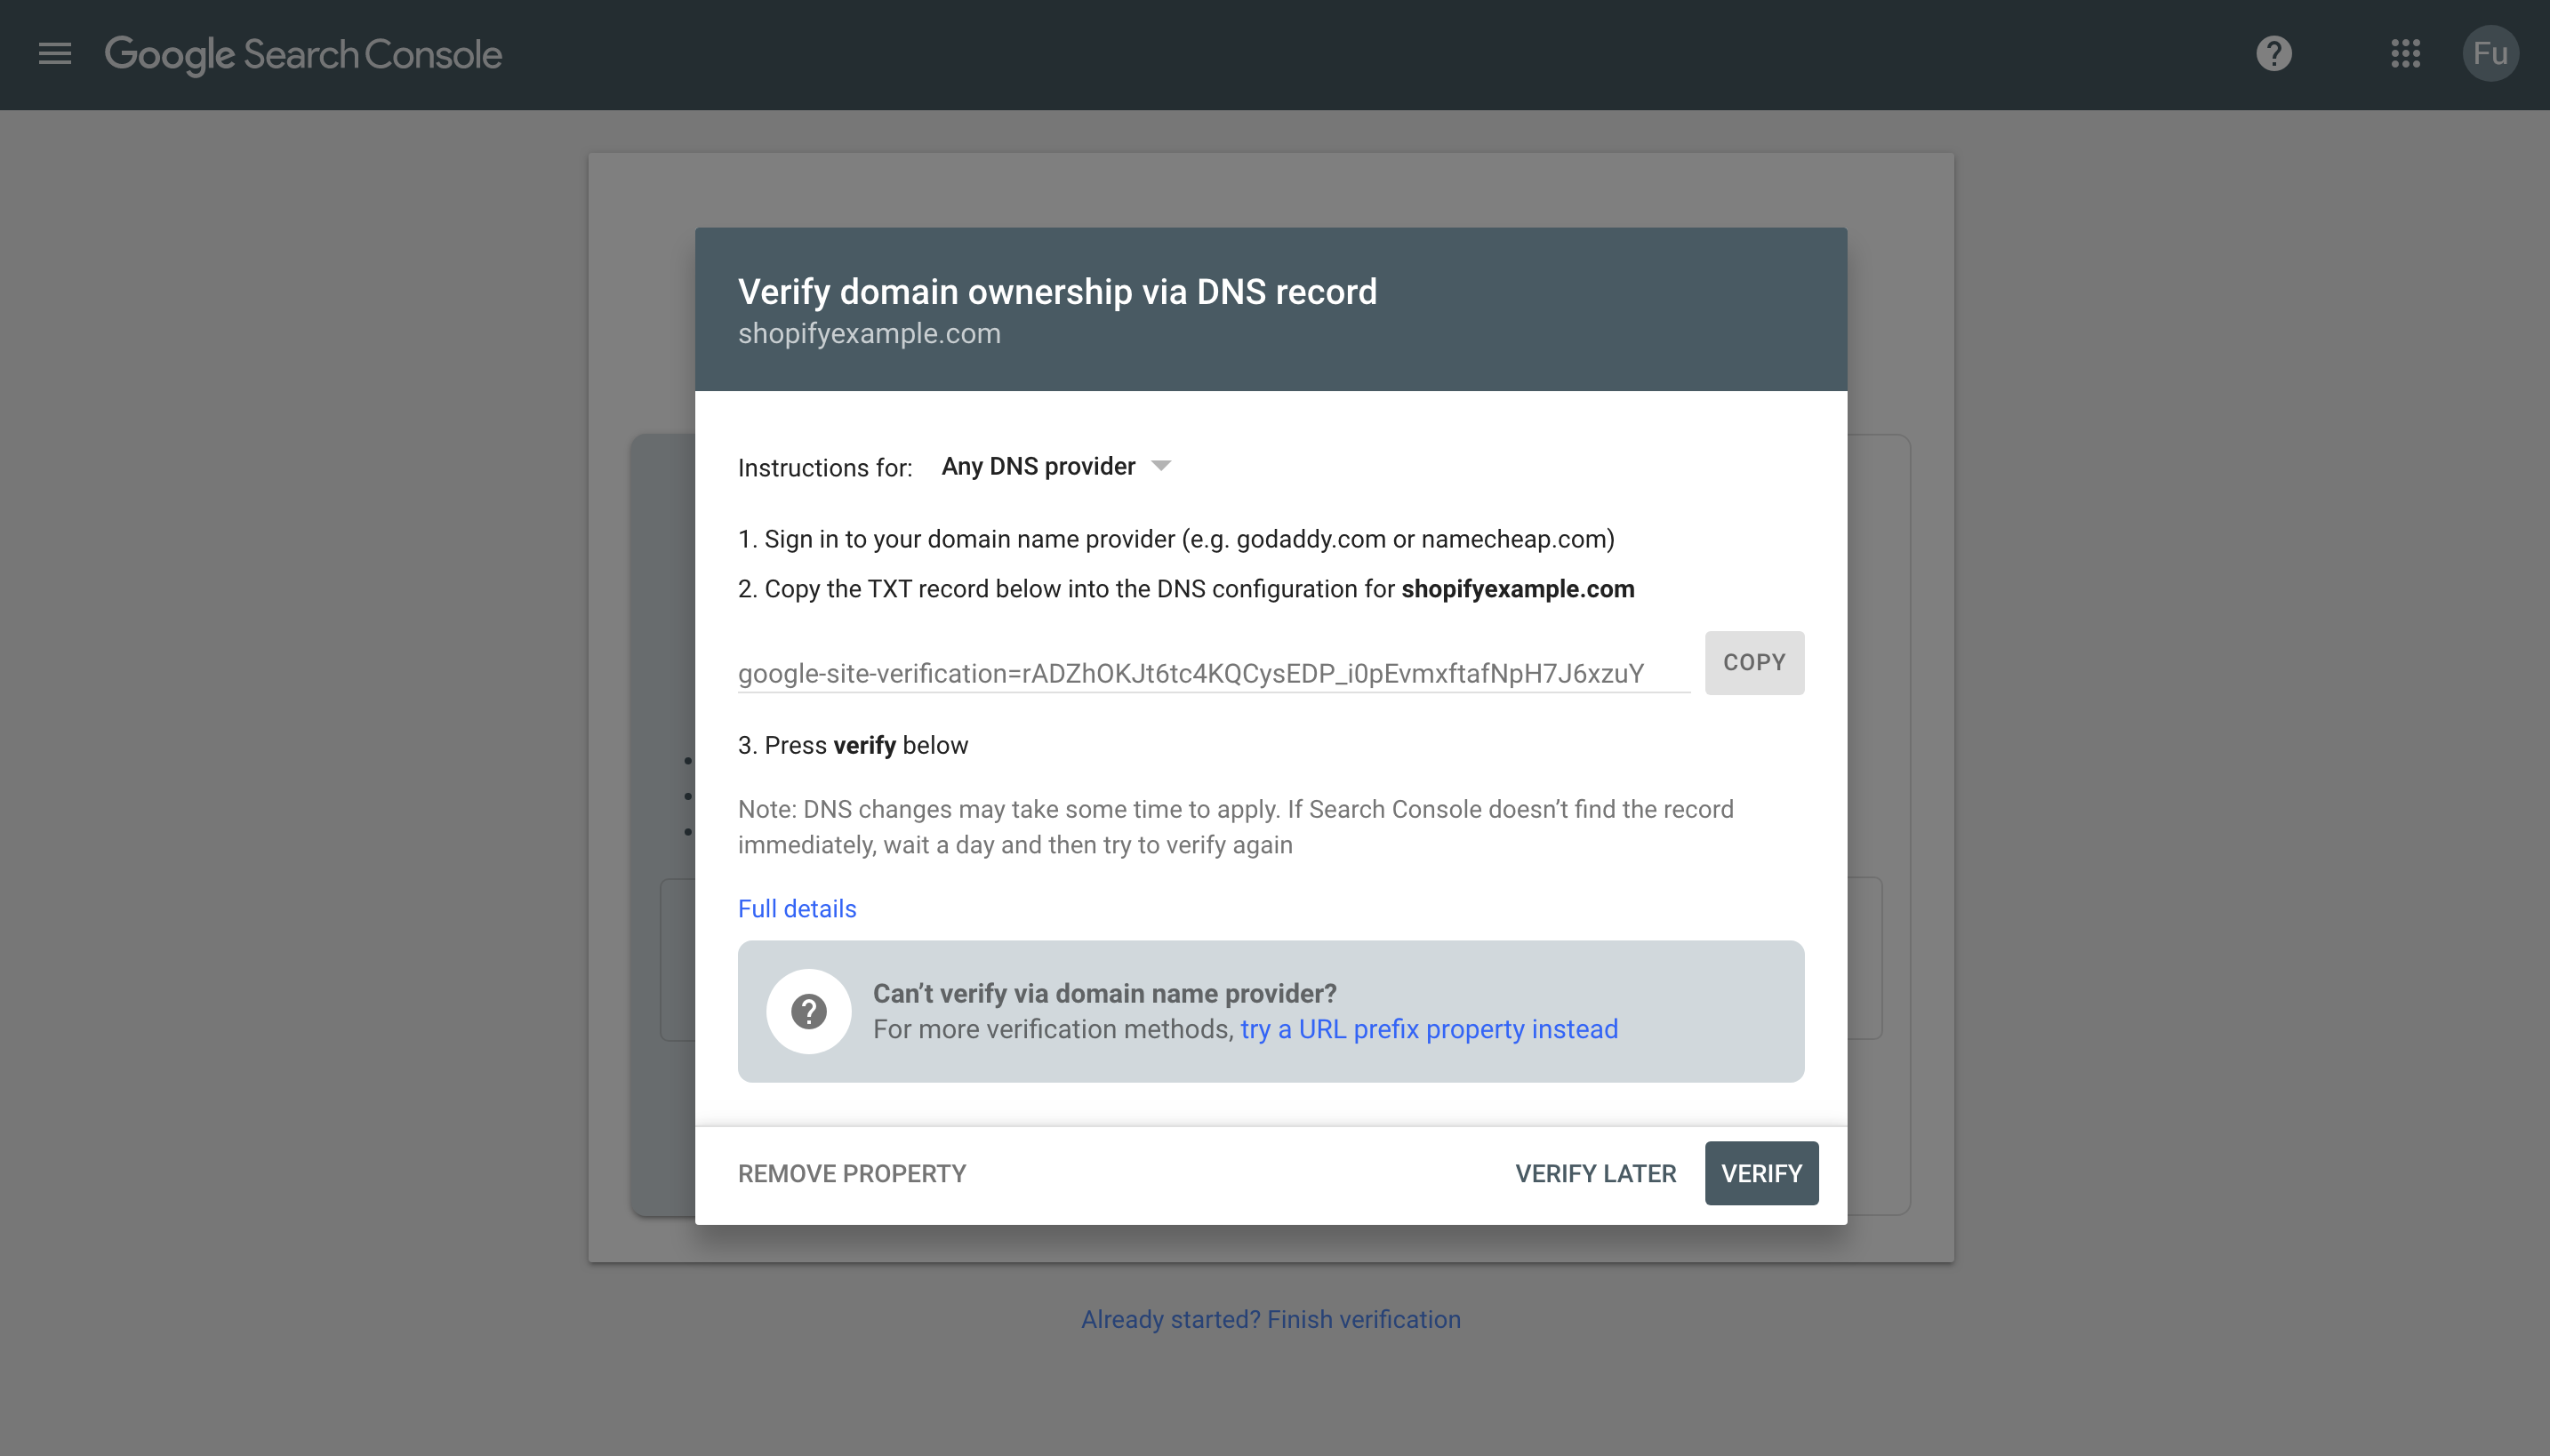 Google Search Console
Fu
Verify domain ownership via DNS record
shopifyexample.com
Instructions for: Any DNS provider
1. Sign in to your domain name provider (e.g. godaddy.com or namecheap.com)
2. Copy the TXT record below into the DNS configuration for shopifyexample.com
google-site-verification=rADZhOKJt6tc4KQCysEDP_i0pEvmxftafNpH7J6xzuY
COPY
3. Press verify below
Note: DNS changes may take some time to apply. If Search Console doesn’t find the record
immediately, wait a day and then try to verify again
Full details
Can’t verify via domain name provider?
For more verification methods, try a URL prefix property instead
REMOVE PROPERTY
VERIFY LATER
VERIFY
Already started? Finish verification